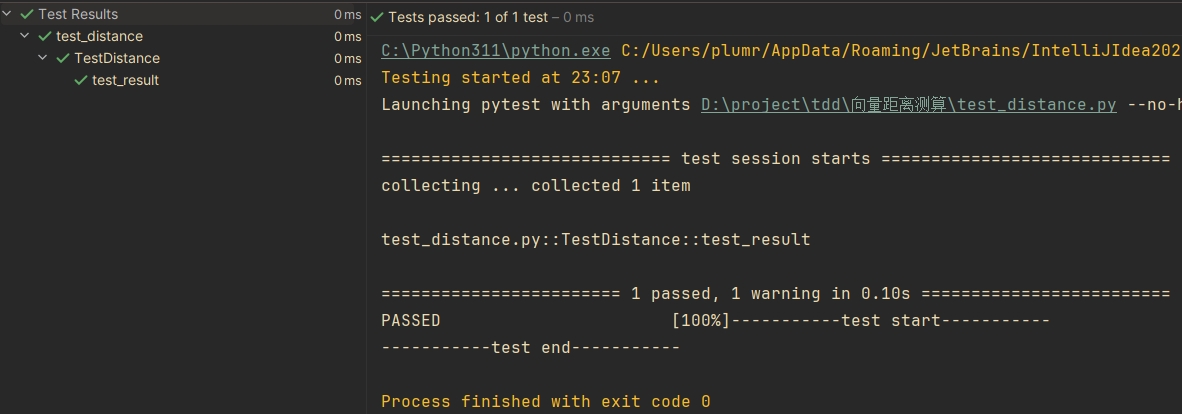 Test Results 0 ms
test_distance 0 ms
TestDistance 0 ms
test_result 0 ms
Tests passed: 1 of 1 test – 0 ms
C:\Python311\python.exe C:/Users/plumr/AppData/Roaming/JetBrains/IntelliJIdea202
Testing started at 23:07 ...
Launching pytest with arguments D:\project\tdd\向量距离测算\test_distance.py --no-h
============================= test session starts =============================
collecting ... collected 1 item
test_distance.py::TestDistance::test_result
======================== 1 passed, 1 warning in 0.10s =========================
PASSED                       [100%]-----------test start-----------
-----------test end-----------
Process finished with exit code 0